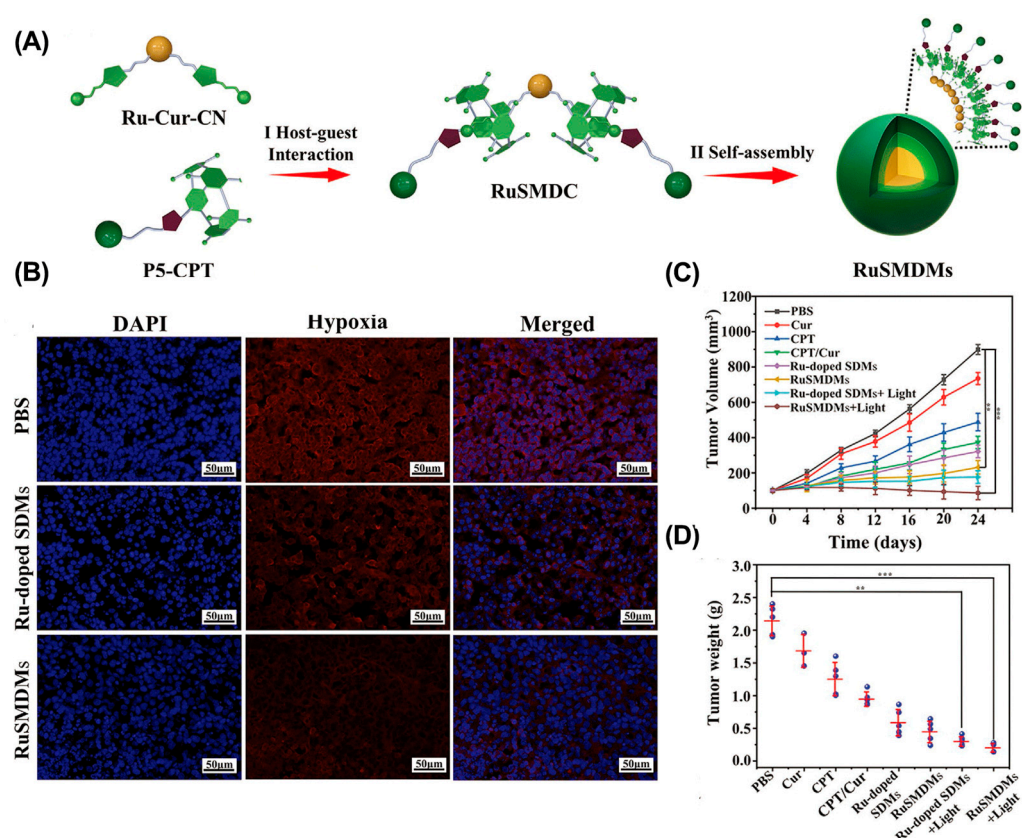 (A)
Ru-Cur-CN
I Host-guest
Interaction
P5-CPT
RuSMDC
II Self-assembly
RuSMDMs
(B)
DAPI
Hypoxia
Merged
PBS
50μm
50μm
50μm
Ru-doped SDMs
50μm
50μm
50μm
RuSMDMs
50μm
50μm
50μm
(C)
Tumor Volume (mm³)
1200
1000
800
600
400
200
0
PBS
Cur
CPT
CPT/Cur
Ru-doped SDMs
RuSMDMs
Ru-doped SDMs+ Light
RuSMDMs+Light
**
***
0 4 8 12 16 20 24
Time (days)
(D)
Tumor weight (g)
3.0
2.5
2.0
1.5
1.0
0.5
0.0
***
**
PBS
Cur
CPT
CPT/Cur
Ru-doped
SDMs
RuSMDMs
Ru-doped SDMs
+Light
RuSMDMs
+Light